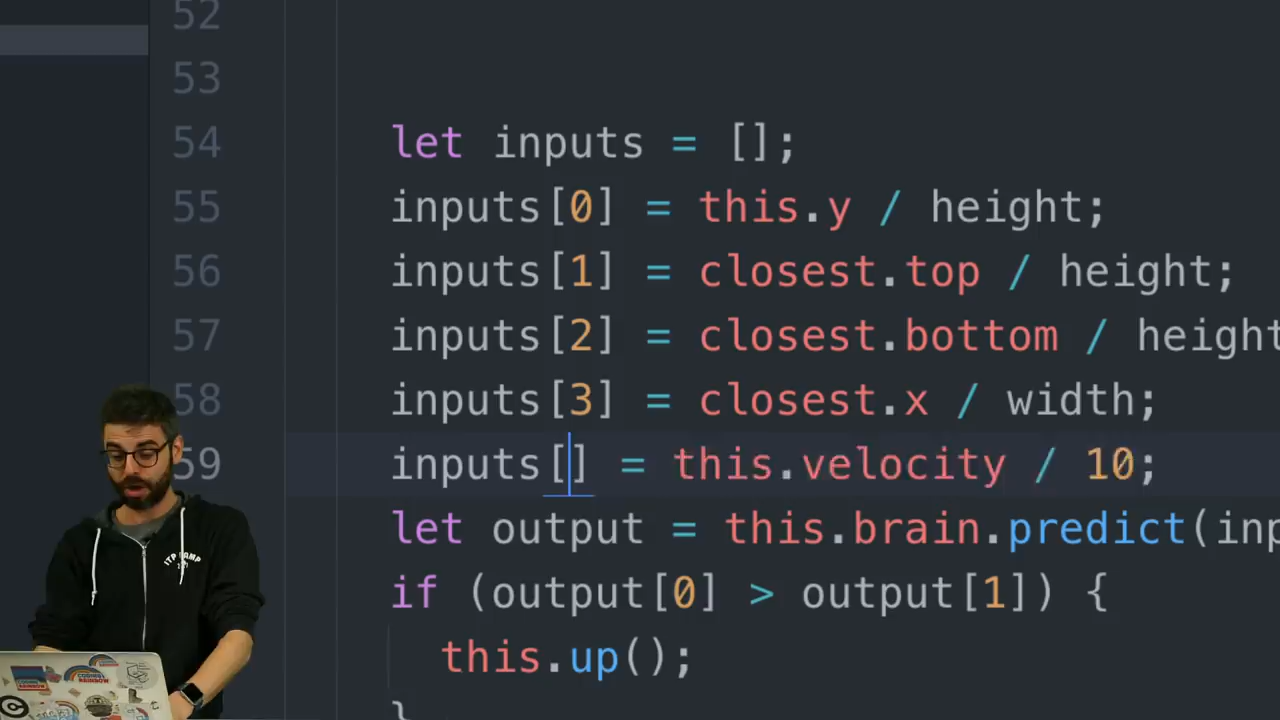 52
53
54 let inputs = [];
55 inputs[0] = this.y / height;
56 inputs[1] = closest.top / height;
57 inputs[2] = closest.bottom / height
58 inputs[3] = closest.x / width;
59 inputs[] = this.velocity / 10;
let output = this.brain.predict(inp
if (output[0] > output[1]) {
this.up();
}
ITP CAMP